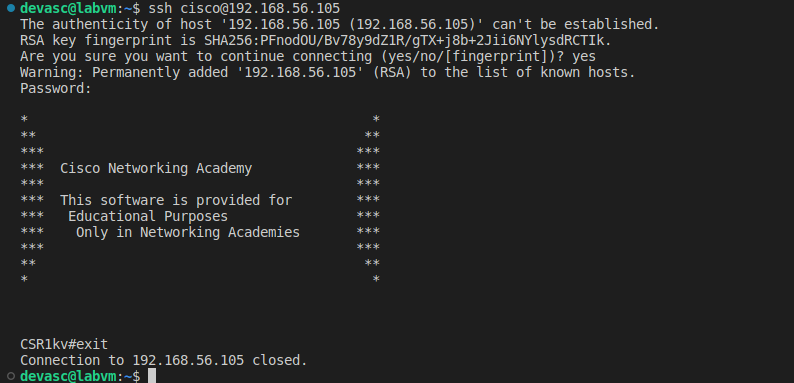 devasc@labvm:~$ ssh cisco@192.168.56.105
The authenticity of host '192.168.56.105 (192.168.56.105)' can't be established.
RSA key fingerprint is SHA256:PFnodOU/Bv78y9dZ1R/gTX+j8b+2Jii6NYlysdRCTIk.
Are you sure you want to continue connecting (yes/no/[fingerprint])? yes
Warning: Permanently added '192.168.56.105' (RSA) to the list of known hosts.
Password:
*                                           *
**                                         **
***                                       ***
***  Cisco Networking Academy             ***
***                                       ***
***  This software is provided for        ***
***   Educational Purposes                ***
***    Only in Networking Academies       ***
***                                       ***
**                                         **
*                                           *
CSR1kv#exit
Connection to 192.168.56.105 closed.
devasc@labvm:~$